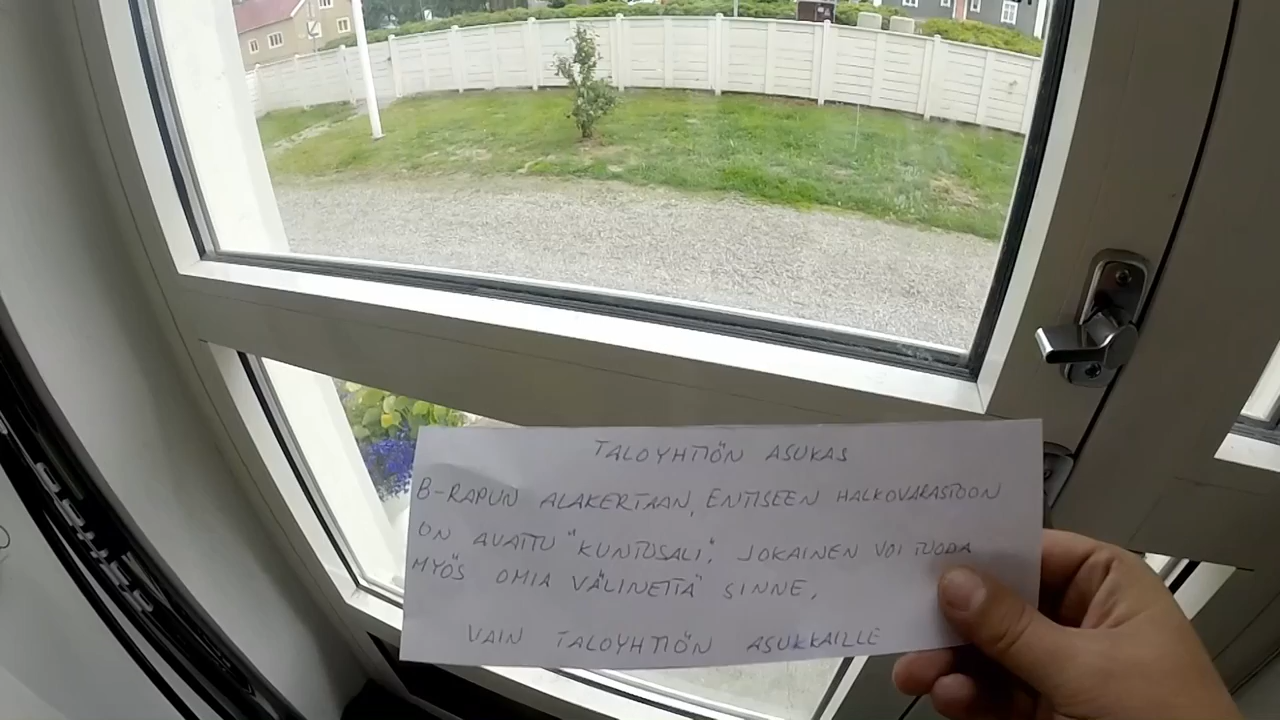 TALOYHTIÖN ASUKAS
B-RAPUN ALAKERTAAN, ENTISEEN HALKOVARASTOON
ON AVATTU "KUNTOSALI". JOKAINEN VOI TUODA
MYÖS OMIA VÄLINEITÄ SINNE.
VAIN TALOYHTIÖN ASUKKAILLE